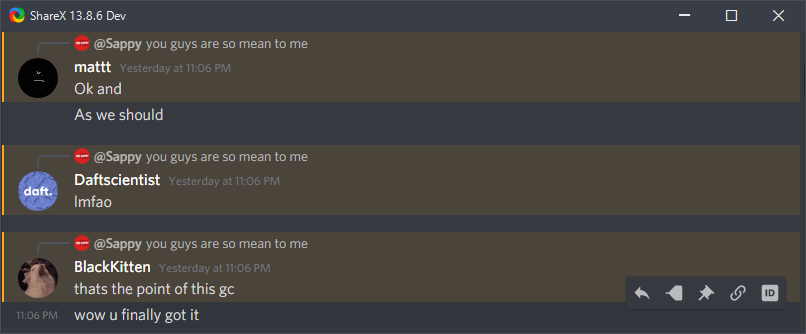 ShareX 13.8.6 Dev
@Sappy you guys are so mean to me
mattt Yesterday at 11:06 PM
Ok and
As we should
@Sappy you guys are so mean to me
daft.
Daftscientist Yesterday at 11:06 PM
lmfao
@Sappy you guys are so mean to me
BlackKitten Yesterday at 11:06 PM
thats the point of this gc
ID
11:06 PM wow u finally got it